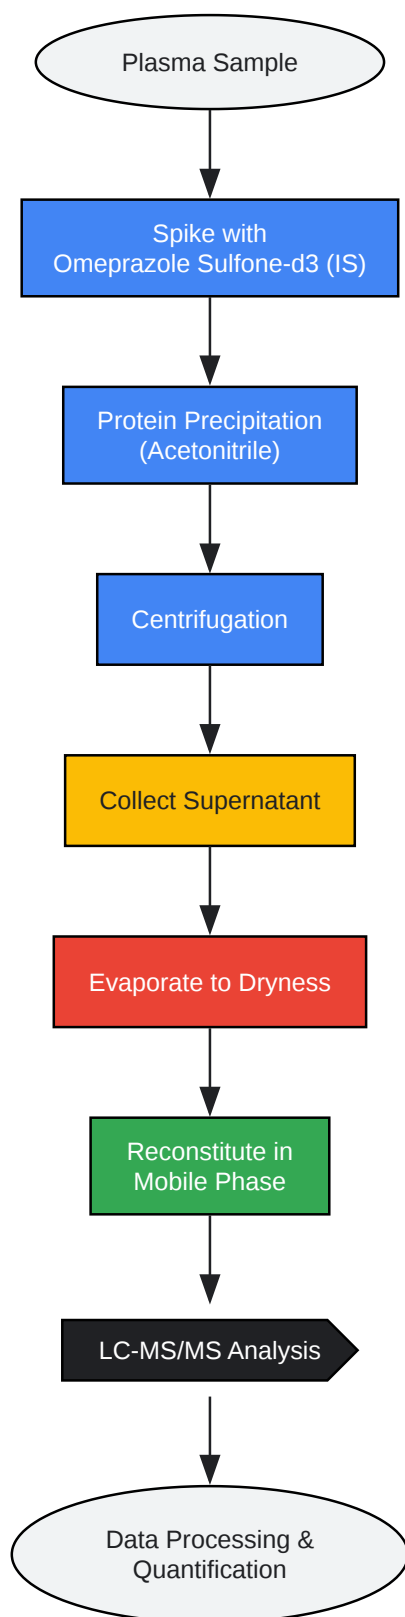 Plasma Sample
Spike with
Omeprazole Sulfone-d3 (IS)
Protein Precipitation
(Acetonitrile)
Centrifugation
Collect Supernatant
Evaporate to Dryness
Reconstitute in
Mobile Phase
LC-MS/MS Analysis
Data Processing &
Quantification